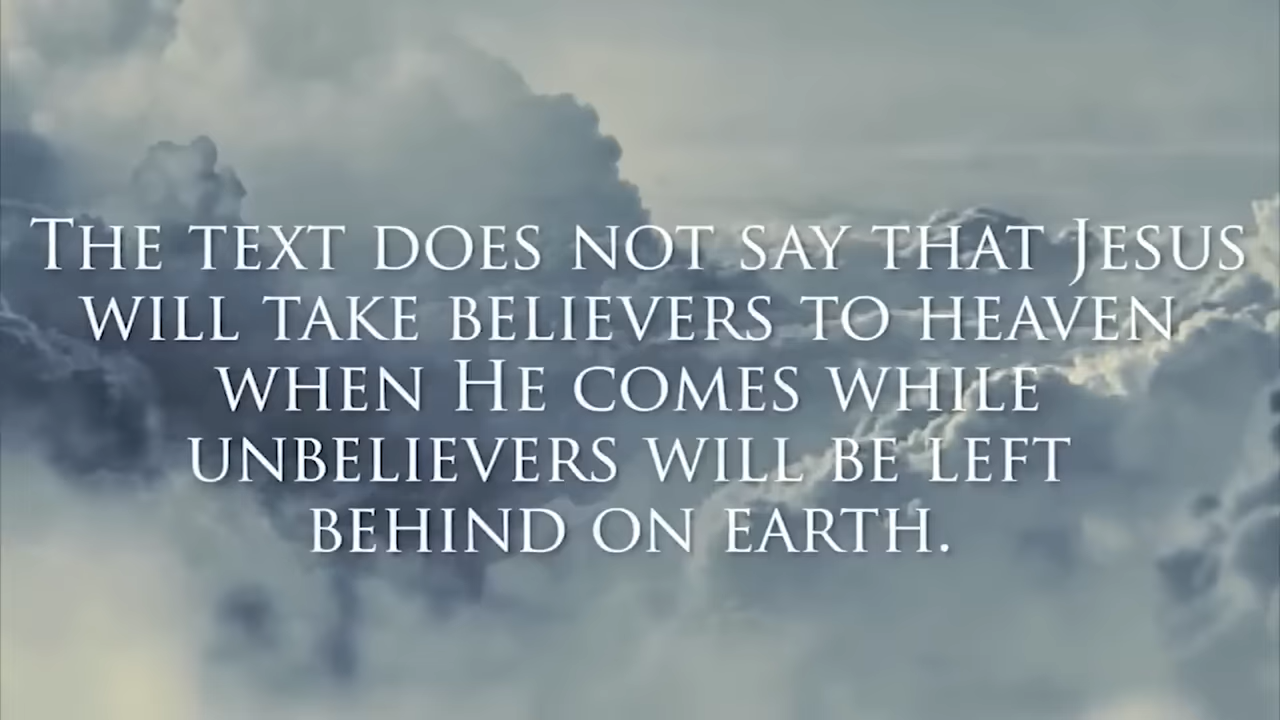 The text does not say that Jesus
will take believers to heaven
when He comes while
unbelievers will be left
behind on earth.